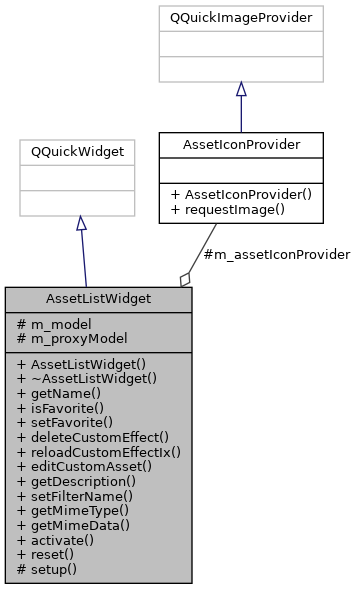 QQuickImageProvider
QQuickWidget
AssetIconProvider
+ AssetIconProvider()
+ requestImage()
#m_assetIconProvider
AssetListWidget
# m_model
# m_proxyModel
+ AssetListWidget()
+ ~AssetListWidget()
+ getName()
+ isFavorite()
+ setFavorite()
+ deleteCustomEffect()
+ reloadCustomEffectIx()
+ editCustomAsset()
+ getDescription()
+ setFilterName()
+ getMimeType()
+ getMimeData()
+ activate()
+ reset()
# setup()